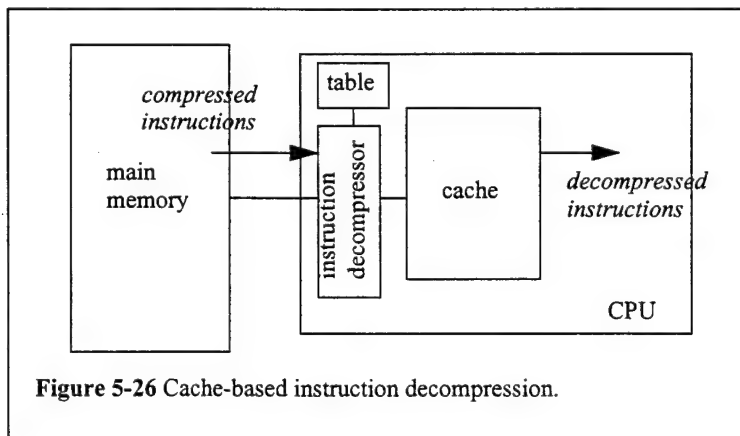 table
compressed
instructions
main
memory
instruction
decompressor
cache
decompressed
instructions
CPU
Figure 5-26 Cache-based instruction decompression.